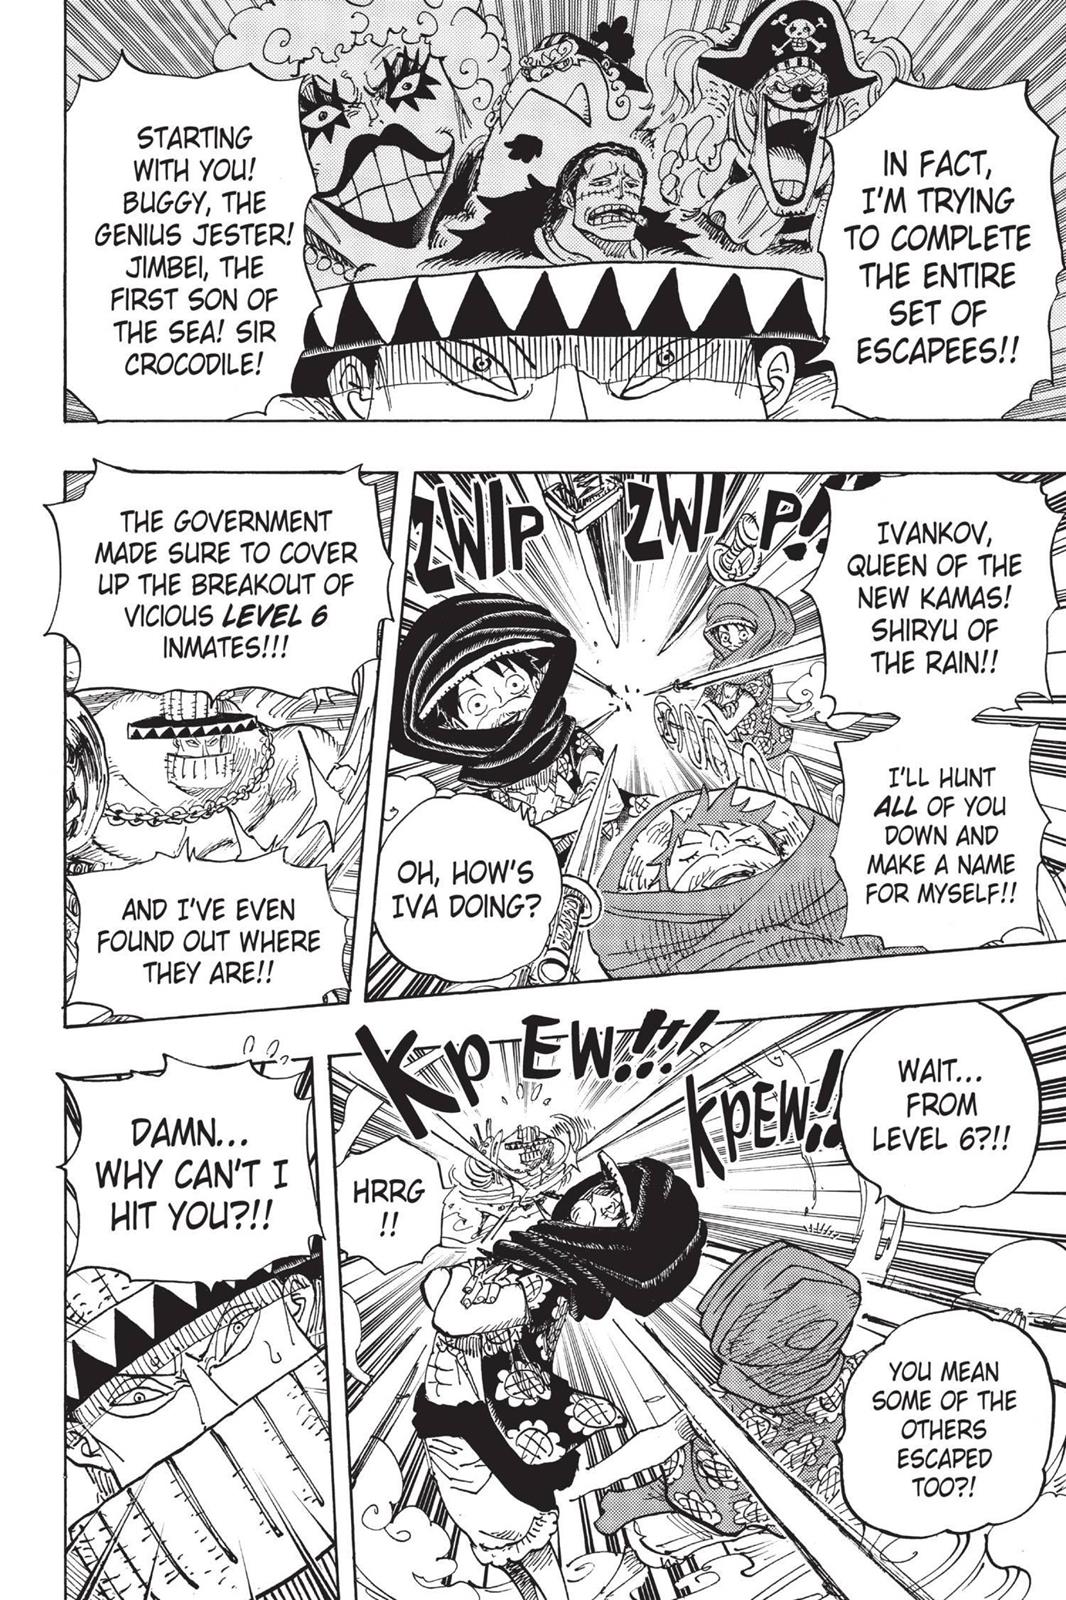 IN FACT,
I'M TRYING
TO COMPLETE
THE ENTIRE
SET OF
ESCAPEES!!
STARTING
WITH YOU!
BUGGY, THE
GENIUS JESTER!
JIMBEI, THE
FIRST SON OF
THE SEA! SIR
CROCODILE!
IVANKOV,
QUEEN OF THE
NEW KAMAS!
SHIRYU OF
THE RAIN!!
I'LL HUNT
ALL OF YOU
DOWN AND
MAKE A NAME
FOR MYSELF!!
ZWIP!
ZWIP
OH, HOW'S
IVA DOING?
THE GOVERNMENT
MADE SURE TO COVER
UP THE BREAKOUT OF
VICIOUS LEVEL 6
INMATES!!!
AND I'VE EVEN
FOUND OUT WHERE
THEY ARE!!
WAIT...
FROM
LEVEL 6?!!
YOU MEAN
SOME OF THE
OTHERS
ESCAPED
TOO?!
KPEW!!
KPEW!!!
HRRG
!!
DAMN...
WHY CAN'T I
HIT YOU?!!